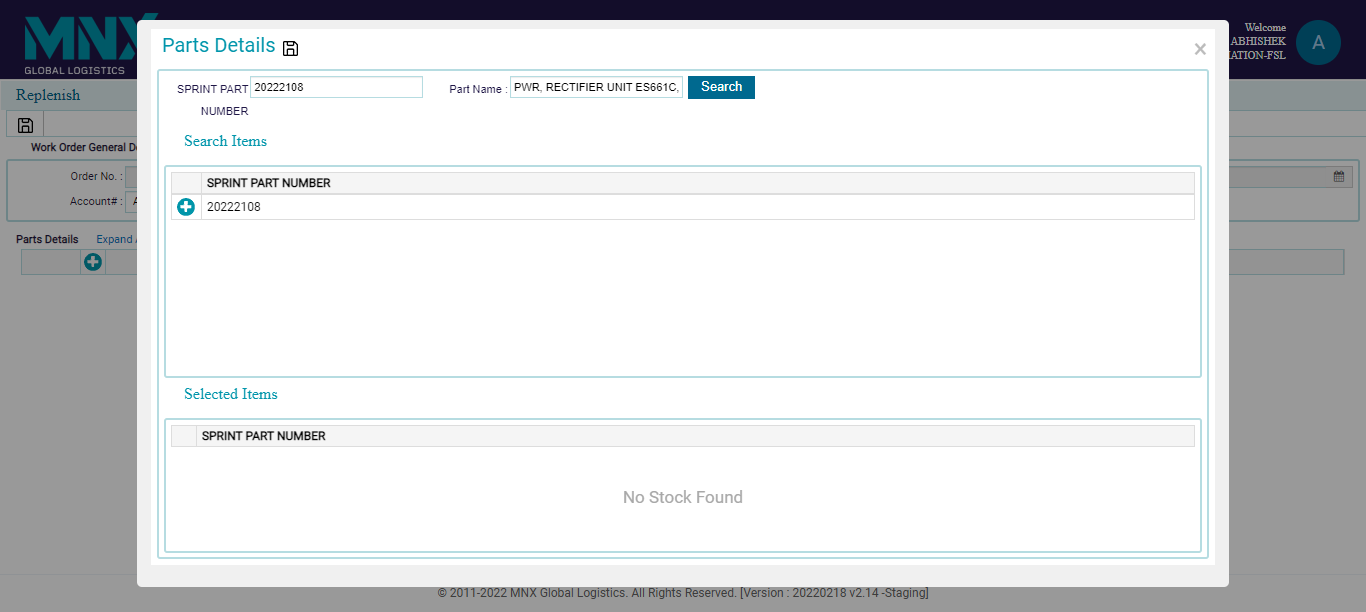 MNX
GLOBAL LOGISTICS
Welcome
ABHISHEK
A
Replenish
Work Order General
Order No. :
Account# :
Parts Details Expand
Parts Details
×
SPRINT PART NUMBER
20222108
Part Name :
PWR, RECTIFIER UNIT ES661C,
Search
Search Items
SPRINT PART NUMBER
20222108
Selected Items
SPRINT PART NUMBER
No Stock Found
© 2011-2022 MNX Global Logistics. All Rights Reserved. [Version : 20220218 v2.14 -Staging]